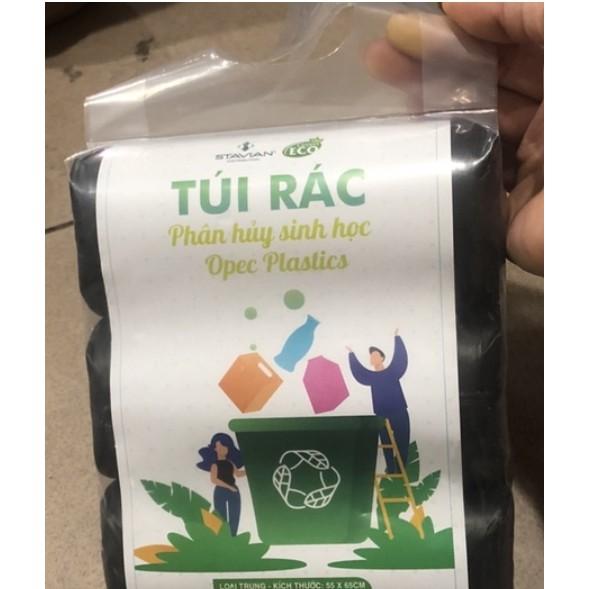 STAVIAN
ECO
TÚI RÁC
Phân hủy sinh học
Opec Plastics
LOẠI TRUNG - KÍCH THƯỚC: 55 X 65CM